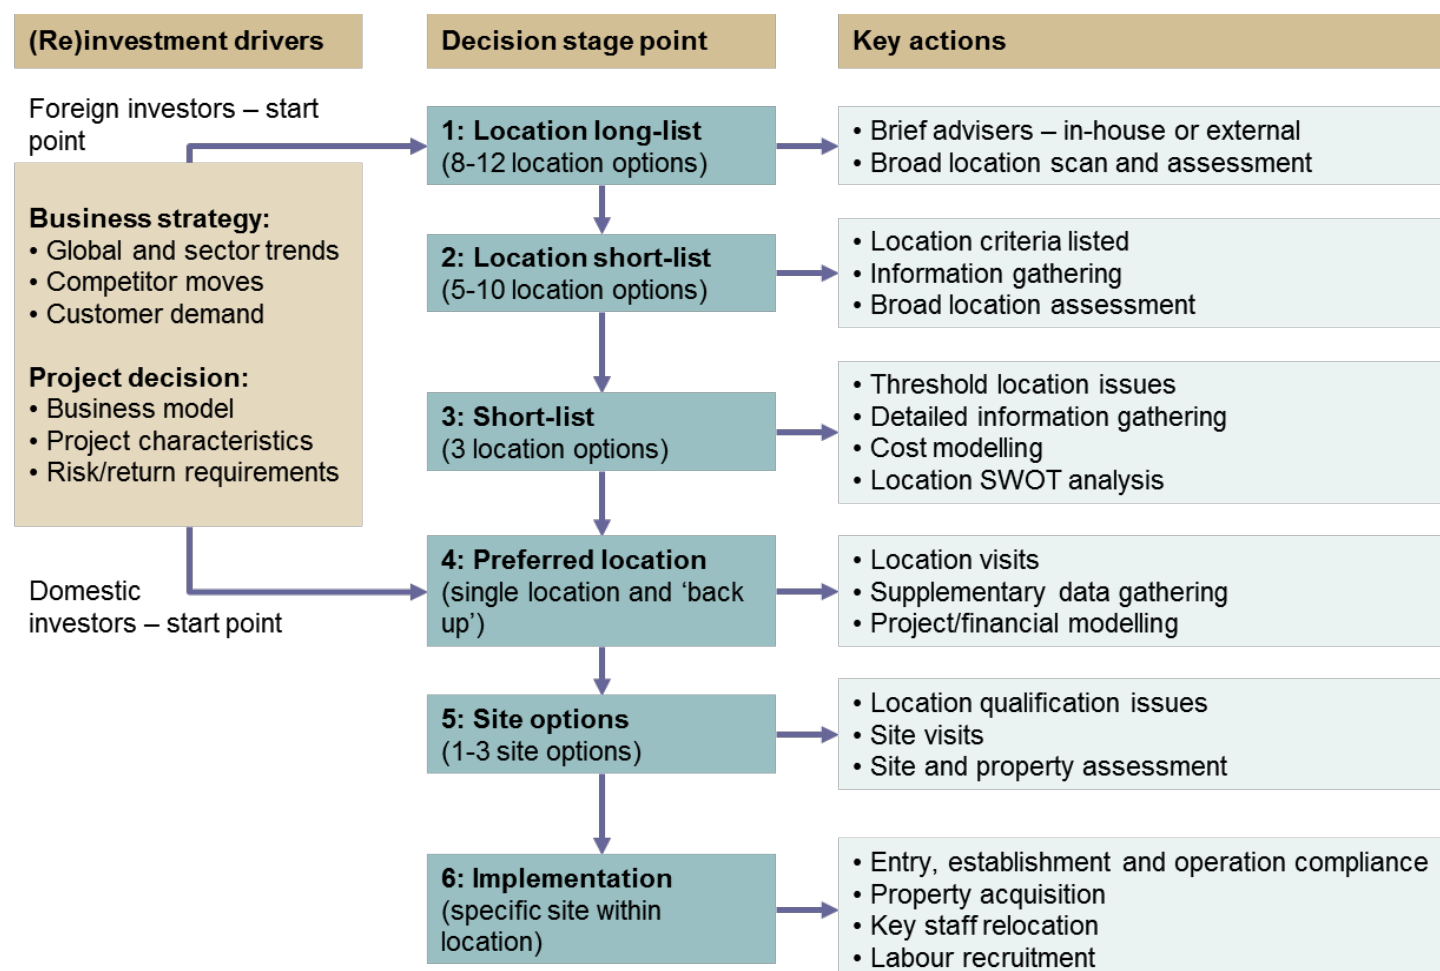 (Re)investment drivers
Decision stage point
Key actions
Foreign investors – start
point
Business strategy:
• Global and sector trends
• Competitor moves
• Customer demand
Project decision:
• Business model
• Project characteristics
• Risk/return requirements
Domestic
investors – start point
1: Location long-list
(8-12 location options)
• Brief advisers – in-house or external
• Broad location scan and assessment
2: Location short-list
(5-10 location options)
• Location criteria listed
• Information gathering
• Broad location assessment
3: Short-list
(3 location options)
• Threshold location issues
• Detailed information gathering
• Cost modelling
• Location SWOT analysis
4: Preferred location
(single location and ‘back
up’)
• Location visits
• Supplementary data gathering
• Project/financial modelling
5: Site options
(1-3 site options)
• Location qualification issues
• Site visits
• Site and property assessment
6: Implementation
(specific site within
location)
• Entry, establishment and operation compliance
• Property acquisition
• Key staff relocation
• Labour recruitment